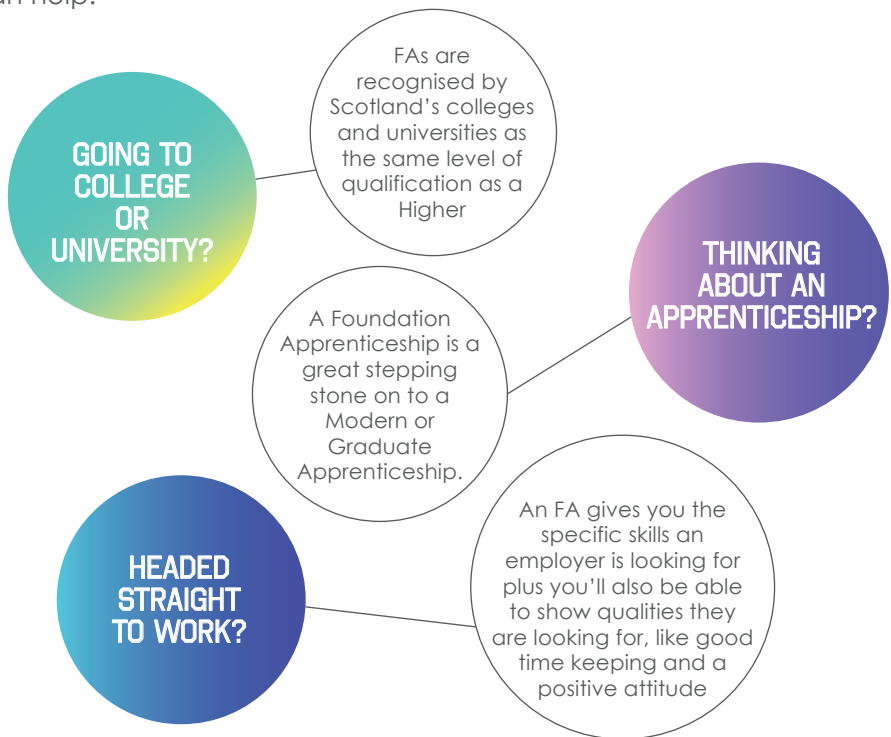 an help.
GOING TO
COLLEGE
OR
UNIVERSITY?
FAs are
recognised by
Scotland’s colleges
and universities as
the same level of
qualification as a
Higher
THINKING
ABOUT AN
APPRENTICESHIP?
A Foundation
Apprenticeship is a
great stepping
stone on to a
Modern or
Graduate
Apprenticeship.
HEADED
STRAIGHT
TO WORK?
An FA gives you the
specific skills an
employer is looking for
plus you’ll also be able
to show qualities they
are looking for, like good
time keeping and a
positive attitude